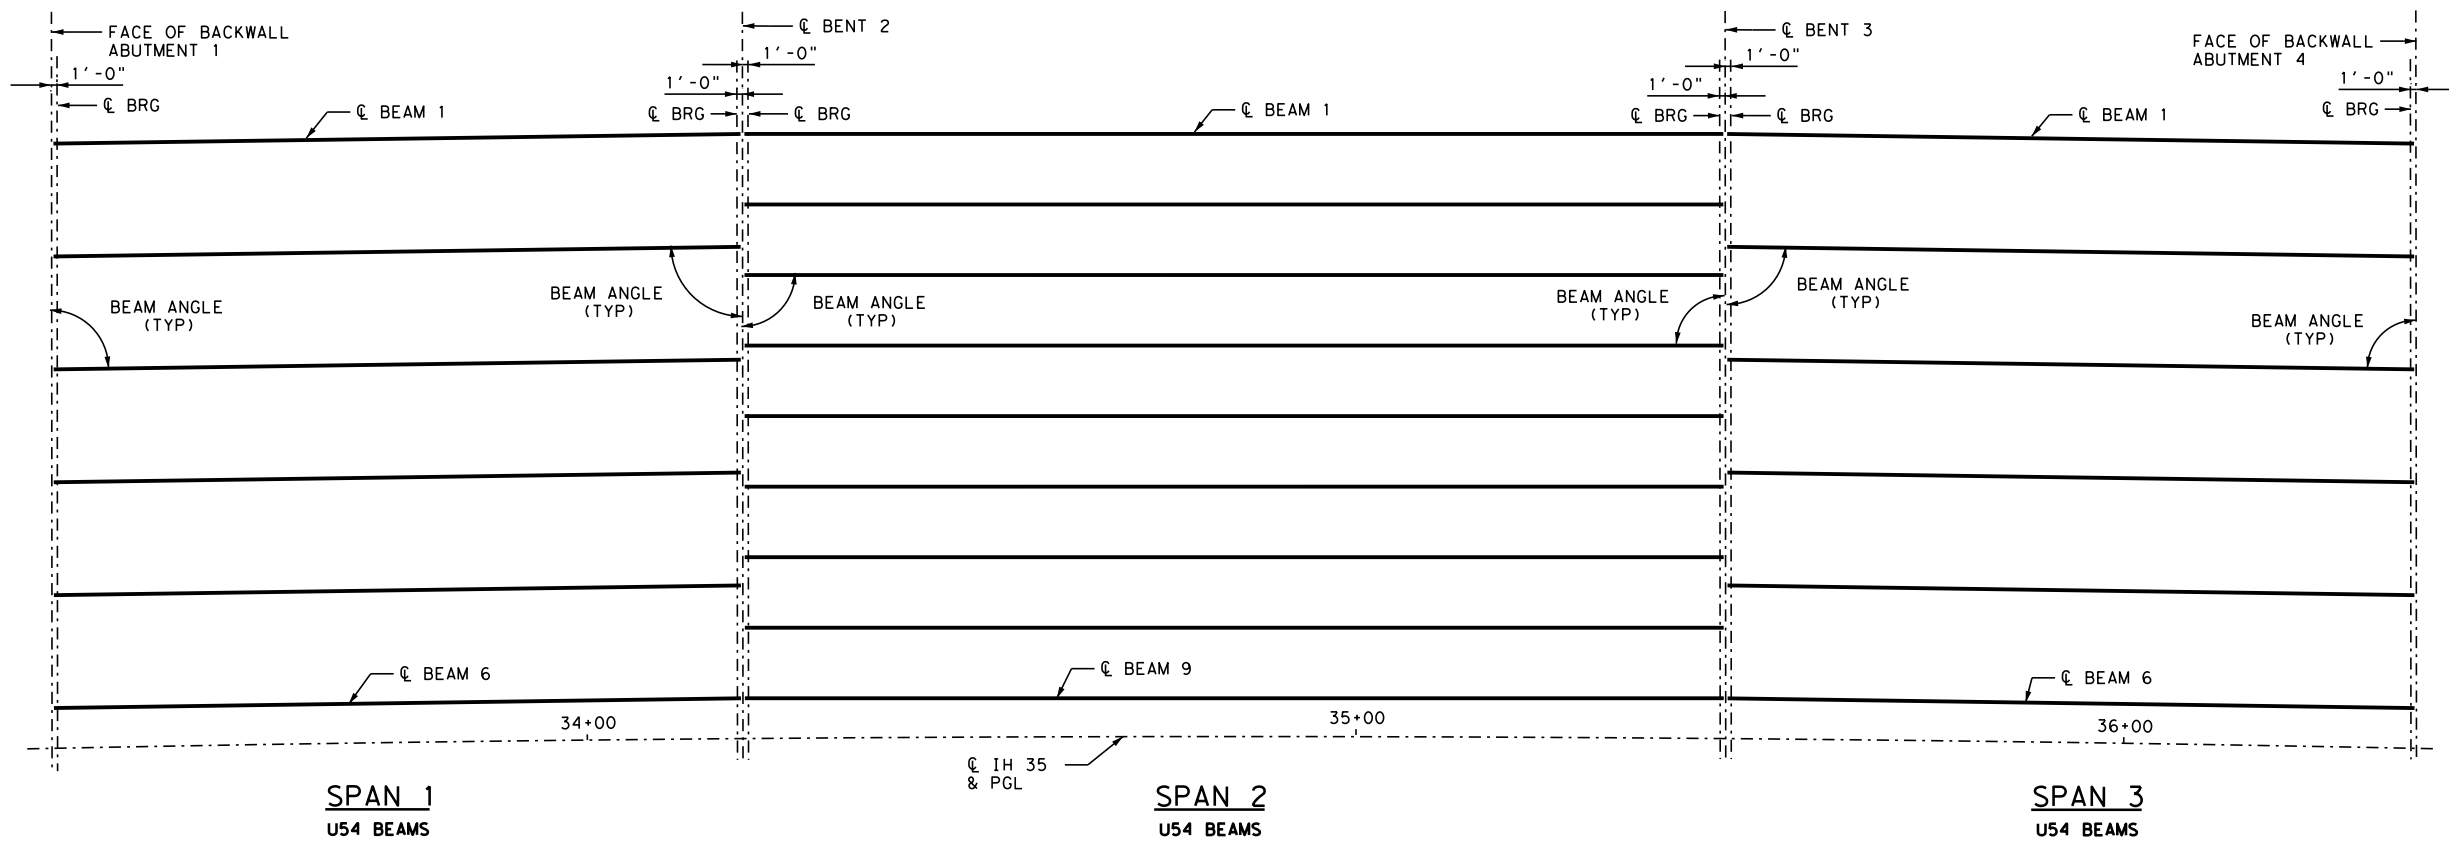 FACE OF BACKWALL
ABUTMENT 1
1'-0"
℄ BRG
℄ BEAM 1
℄ BENT 2
1'-0"
1'-0"
℄ BRG
℄ BRG
℄ BEAM 1
℄ BENT 3
1'-0"
1'-0"
℄ BRG
℄ BRG
℄ BEAM 1
FACE OF BACKWALL
ABUTMENT 4
1'-0"
℄ BRG
BEAM ANGLE
(TYP)
BEAM ANGLE
(TYP)
BEAM ANGLE
(TYP)
BEAM ANGLE
(TYP)
BEAM ANGLE
(TYP)
BEAM ANGLE
(TYP)
℄ BEAM 6
℄ BEAM 9
℄ BEAM 6
34+00
35+00
36+00
℄ IH 35
& PGL
SPAN 1
U54 BEAMS
SPAN 2
U54 BEAMS
SPAN 3
U54 BEAMS